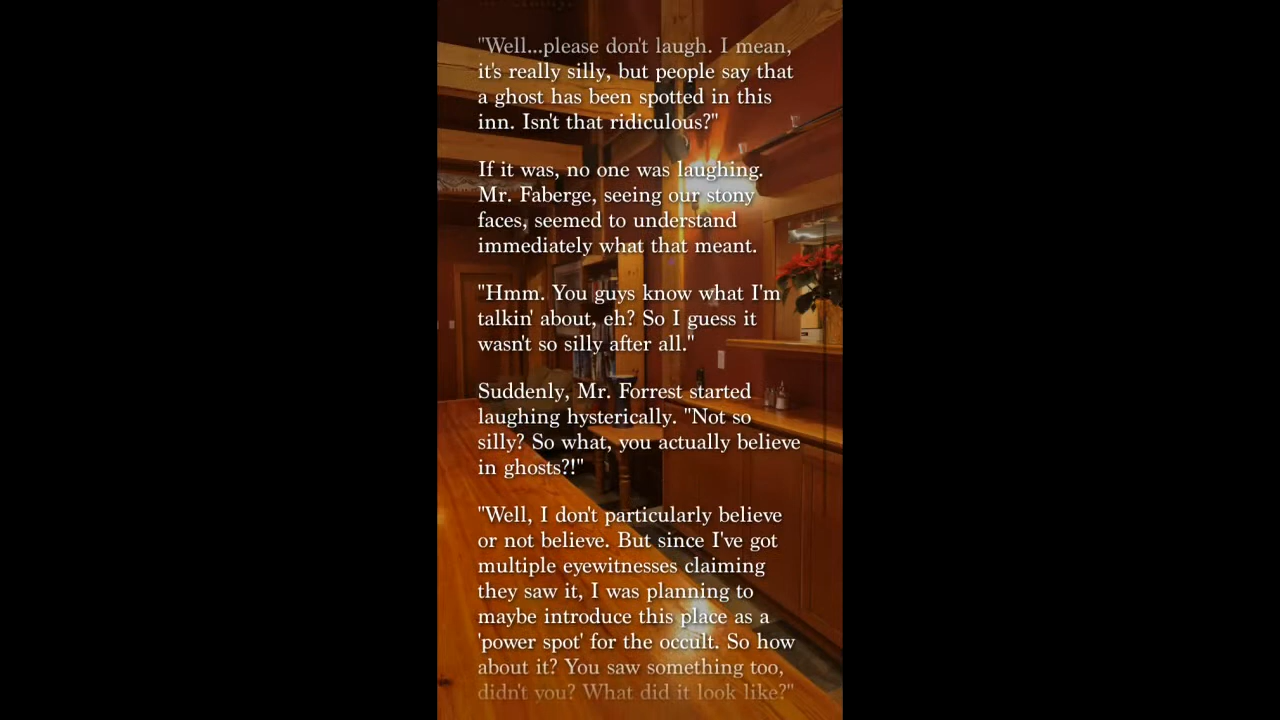 "Well...please don't laugh. I mean,
it's really silly, but people say that
a ghost has been spotted in this
inn. Isn't that ridiculous?"
If it was, no one was laughing.
Mr. Faberge, seeing our stony
faces, seemed to understand
immediately what that meant.
"Hmm. You guys know what I'm
talkin' about, eh? So I guess it
wasn't so silly after all."
Suddenly, Mr. Forrest started
laughing hysterically. "Not so
silly? So what, you actually believe
in ghosts?!"
"Well, I don't particularly believe
or not believe. But since I've got
multiple eyewitnesses claiming
they saw it, I was planning to
maybe introduce this place as a
'power spot' for the occult. So how
about it? You saw something too,
didn't you? What did it look like?"